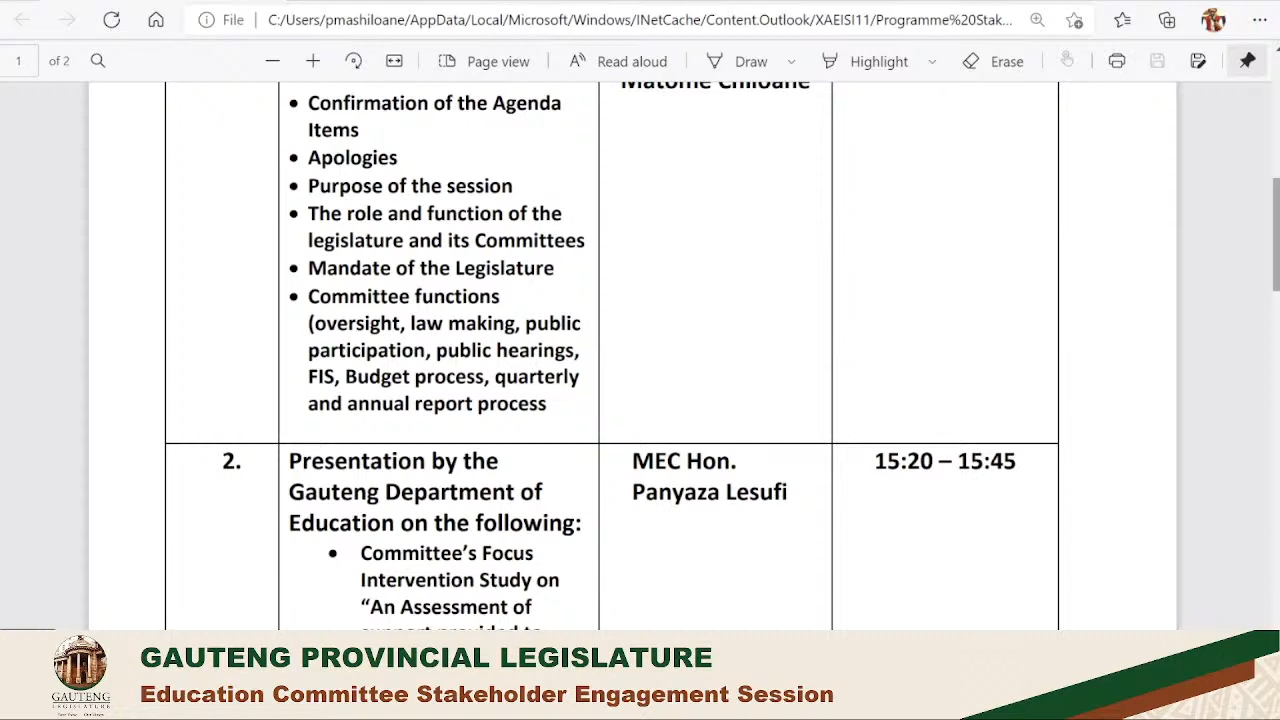 File
C:/Users/pmashiloane/AppData/Local/Microsoft/Windows/INetCache/Content.Outlook/XAEISI11/Programme%20Stak...
1 of 2
Page view
Read aloud
Draw
Highlight
Erase
Matome Chiloane
• Confirmation of the Agenda
Items
• Apologies
• Purpose of the session
• The role and function of the
legislature and its Committees
• Mandate of the Legislature
• Committee functions
(oversight, law making, public
participation, public hearings,
FIS, Budget process, quarterly
and annual report process
2.
Presentation by the
Gauteng Department of
Education on the following:
• Committee's Focus
Intervention Study on
“An Assessment of
support provided to
MEC Hon.
Panyaza Lesufi
15:20 – 15:45
GAUTENG PROVINCIAL LEGISLATURE
Education Committee Stakeholder Engagement Session
GAUTENG
LEGISLATURE